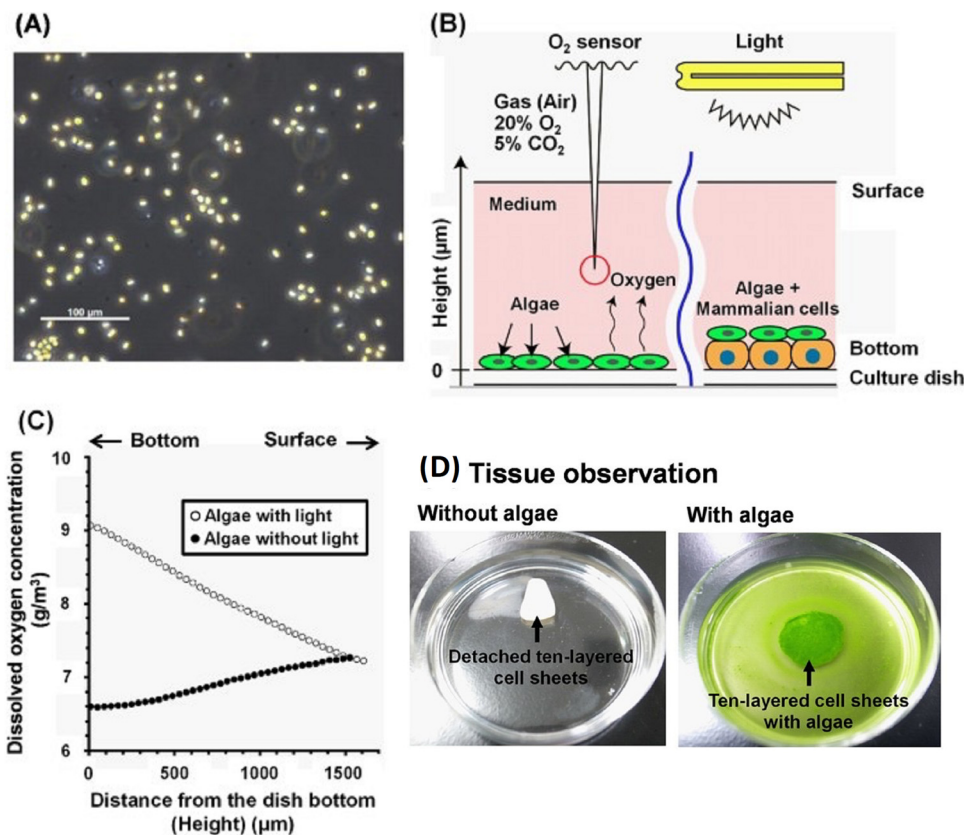 (A)
100 µm
(B)
O2 sensor
Light
Gas (Air)
20% O2
5% CO2
Height (µm)
Medium
Surface
Oxygen
Algae
Algae +
Mammalian cells
Bottom
0
Culture dish
(C)
Bottom
Surface
Dissolved oxygen concentration
(g/m³)
10
9
8
7
6
Algae with light
Algae without light
0
500
1000
1500
Distance from the dish bottom
(Height) (µm)
(D) Tissue observation
Without algae
With algae
Detached ten-layered
cell sheets
Ten-layered cell sheets
with algae